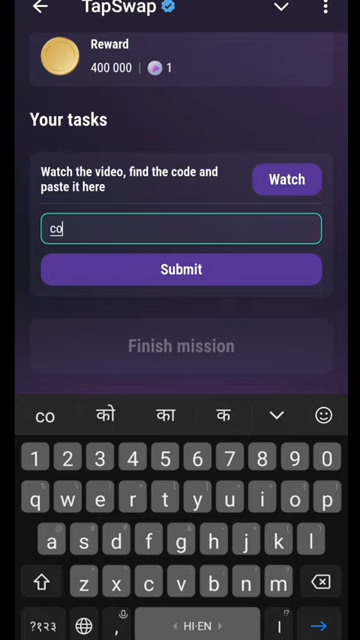 TapSwap
Reward
400 000 | 1
Your tasks
Watch the video, find the code and
paste it here
Watch
co
Submit
Finish mission
co को का क
1 2 3 4 5 6 7 8 9 0
q w e r t y u i o p
a s d f g h j k l
z x c v b n m
?१२३ , HI·EN !?